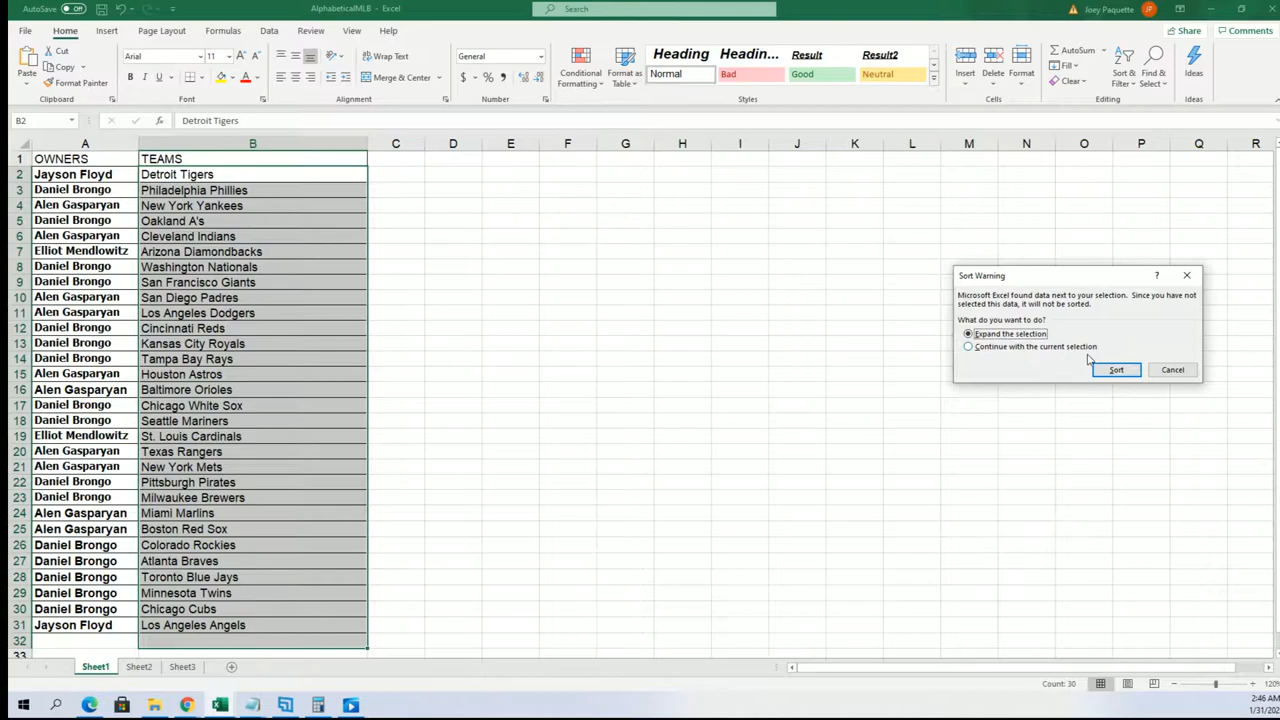 AutoSave Off AlphabeticalMLB - Excel Search Joey Paquette JP
File Home Insert Page Layout Formulas Data Review View Help Share Comments
Cut Arial 11 Wrap Text General Heading Headin... Result Result2 AutoSum
Copy Fill
Paste Format Painter B I U Merge & Center $ % Conditional Formatting Format as Table Normal Bad Good Neutral Insert Delete Format Clear Sort & Filter Find & Select Ideas
Clipboard Font Alignment Number Styles Cells Editing Ideas
B2 fx Detroit Tigers
A B C D E F G H I J K L M N O P Q R
1 OWNERS TEAMS
2 Jayson Floyd Detroit Tigers
3 Daniel Brongo Philadelphia Phillies
4 Alen Gasparyan New York Yankees
5 Daniel Brongo Oakland A's
6 Alen Gasparyan Cleveland Indians
7 Elliot Mendlowitz Arizona Diamondbacks
8 Daniel Brongo Washington Nationals
9 Daniel Brongo San Francisco Giants
10 Alen Gasparyan San Diego Padres
11 Alen Gasparyan Los Angeles Dodgers
12 Daniel Brongo Cincinnati Reds
13 Daniel Brongo Kansas City Royals
14 Daniel Brongo Tampa Bay Rays
15 Alen Gasparyan Houston Astros
16 Alen Gasparyan Baltimore Orioles
17 Daniel Brongo Chicago White Sox
18 Daniel Brongo Seattle Mariners
19 Elliot Mendlowitz St. Louis Cardinals
20 Alen Gasparyan Texas Rangers
21 Alen Gasparyan New York Mets
22 Daniel Brongo Pittsburgh Pirates
23 Daniel Brongo Milwaukee Brewers
24 Alen Gasparyan Miami Marlins
25 Alen Gasparyan Boston Red Sox
26 Daniel Brongo Colorado Rockies
27 Daniel Brongo Atlanta Braves
28 Daniel Brongo Toronto Blue Jays
29 Daniel Brongo Minnesota Twins
30 Daniel Brongo Chicago Cubs
31 Jayson Floyd Los Angeles Angels
32
33
Sort Warning ?
Microsoft Excel found data next to your selection. Since you have not
selected this data, it will not be sorted.
What do you want to do?
Expand the selection
Continue with the current selection
Sort Cancel
Sheet1 Sheet2 Sheet3
Count: 30 120%
2:46 AM
1/31/202